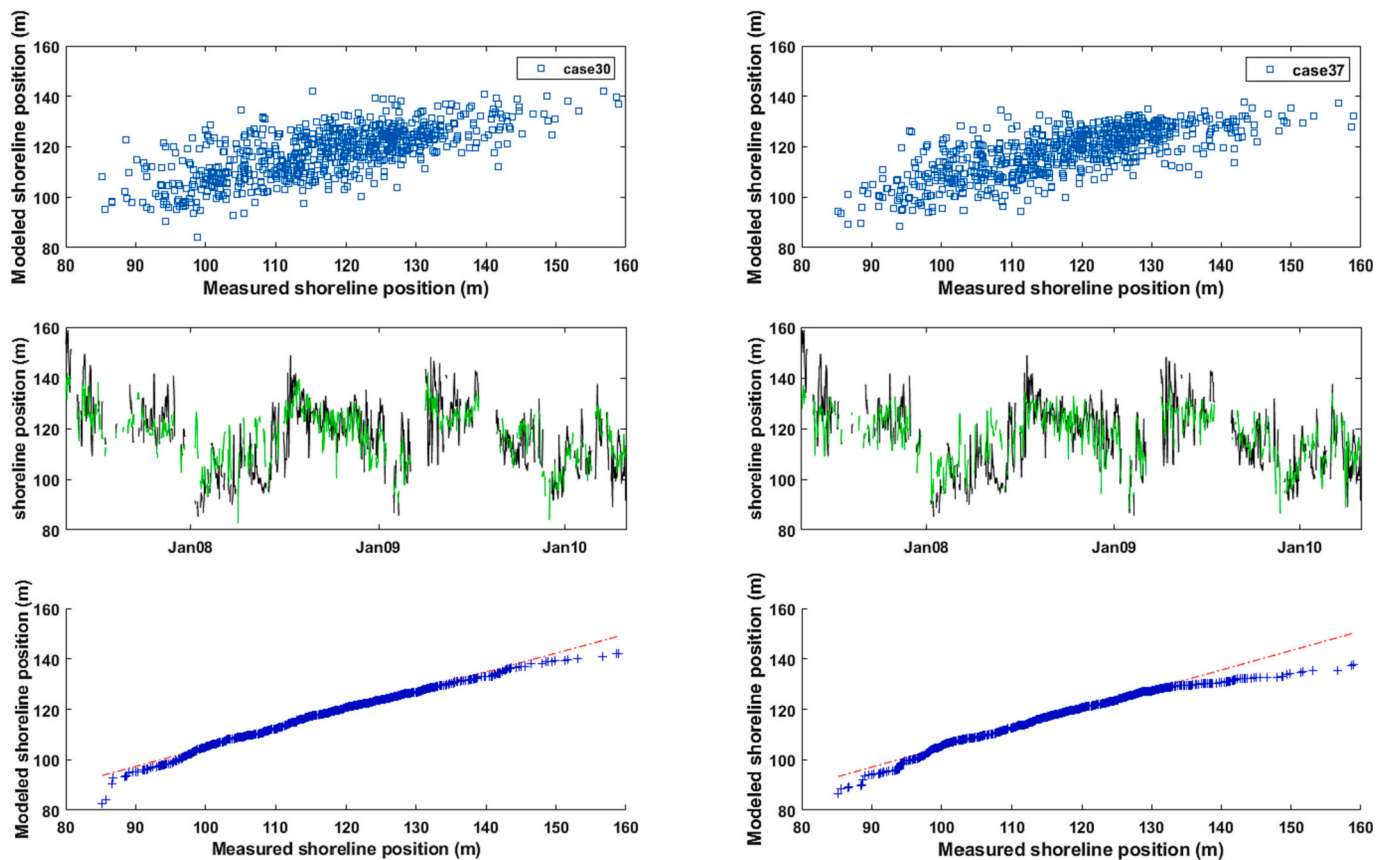 Modeled shoreline position (m)
160
140
120
100
80
case30
80 90 100 110 120 130 140 150 160
Measured shoreline position (m)
Modeled shoreline position (m)
160
140
120
100
80
case37
80 90 100 110 120 130 140 150 160
Measured shoreline position (m)
shoreline position (m)
160
140
120
100
80
Jan08 Jan09 Jan10
shoreline position (m)
160
140
120
100
80
Jan08 Jan09 Jan10
Modeled shoreline position (m)
160
140
120
100
80
80 90 100 110 120 130 140 150 160
Measured shoreline position (m)
Modeled shoreline position (m)
160
140
120
100
80
80 90 100 110 120 130 140 150 160
Measured shoreline position (m)